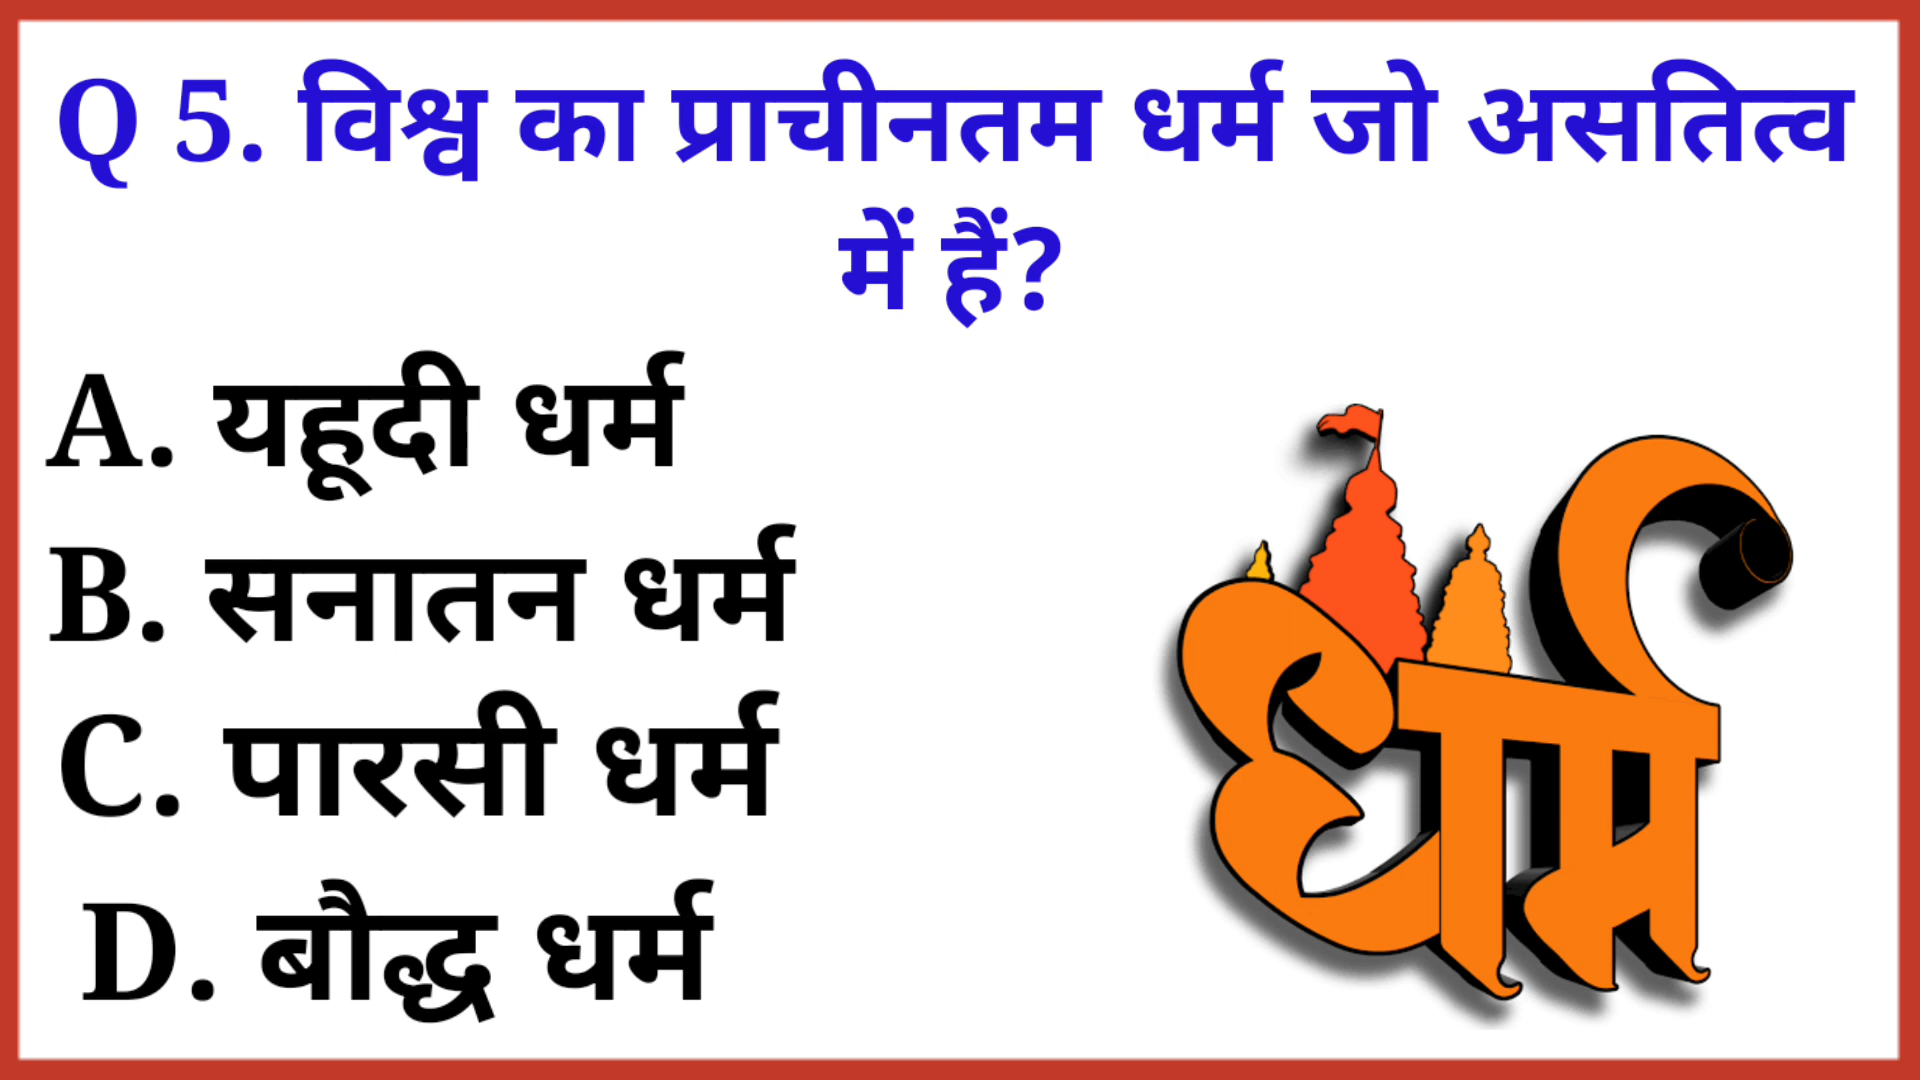 Q 5. विश्व का प्राचीनतम धर्म जो असतित्व
में हैं?
A. यहूदी धर्म
B. सनातन धर्म
C. पारसी धर्म
D. बौद्ध धर्म
धर्म